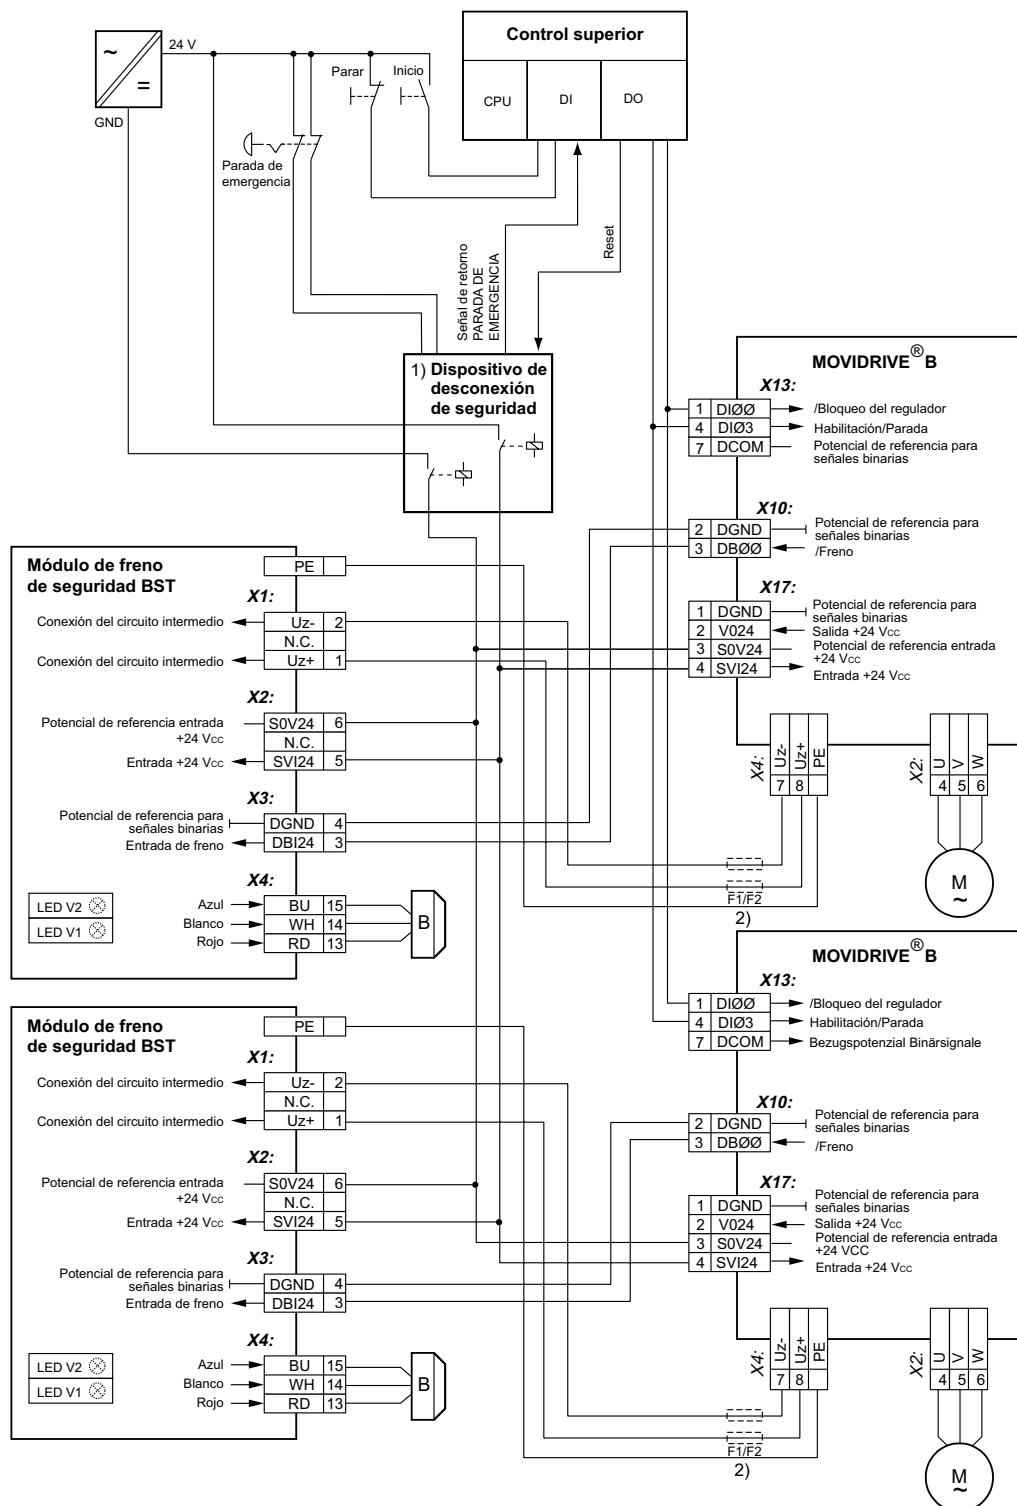 24 V
GND
Parar
Inicio
Parada de
emergencia
Control superior
CPU
DI
DO
Señal de retorno
PARADA DE
EMERGENCIA
Reset
1) Dispositivo de
desconexión
de seguridad
MOVIDRIVE® B
X13:
1 DIØØ /Bloqueo del regulador
4 DIØ3 Habilitación/Parada
7 DCOM Potencial de referencia para
señales binarias
X10:
2 DGND Potencial de referencia para
señales binarias
3 DBØØ /Freno
X17:
1 DGND Potencial de referencia para
señales binarias
2 V024 Salida +24 Vcc
3 S0V24 Potencial de referencia entrada
+24 Vcc
4 SVI24 Entrada +24 Vcc
X4:
Uz- Uz+ PE
7 8
X2:
U V W
4 5 6
M
~
F1/F2
2)
Módulo de freno
de seguridad BST
PE
X1:
Conexión del circuito intermedio Uz- 2
N.C.
Conexión del circuito intermedio Uz+ 1
X2:
Potencial de referencia entrada
+24 Vcc
S0V24 6
N.C.
Entrada +24 Vcc SVI24 5
X3:
Potencial de referencia para
señales binarias
DGND 4
Entrada de freno DBI24 3
X4:
Azul BU 15
Blanco WH 14
Rojo RD 13
B
LED V2
LED V1
MOVIDRIVE® B
X13:
1 DIØØ /Bloqueo del regulador
4 DIØ3 Habilitación/Parada
7 DCOM Bezugspotenzial Binärsignale
X10:
2 DGND Potencial de referencia para
señales binarias
3 DBØØ /Freno
X17:
1 DGND Potencial de referencia para
señales binarias
2 V024 Salida +24 Vcc
3 S0V24 Potencial de referencia entrada
+24 VCC
4 SVI24 Entrada +24 Vcc
X4:
Uz- Uz+ PE
7 8
X2:
U V W
4 5 6
M
~
F1/F2
2)
Módulo de freno
de seguridad BST
PE
X1:
Conexión del circuito intermedio Uz- 2
N.C.
Conexión del circuito intermedio Uz+ 1
X2:
Potencial de referencia entrada
+24 Vcc
S0V24 6
N.C.
Entrada +24 Vcc SVI24 5
X3:
Potencial de referencia para
señales binarias
DGND 4
Entrada de freno DBI24 3
X4:
Azul BU 15
Blanco WH 14
Rojo RD 13
B
LED V2
LED V1